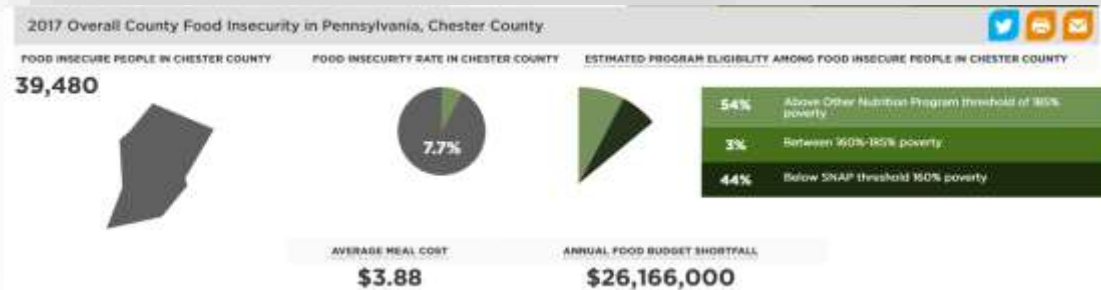 2017 Overall County Food Insecurity in Pennsylvania, Chester County
FOOD INSECURE PEOPLE IN CHESTER COUNTY
39,480
FOOD INSECURITY RATE IN CHESTER COUNTY
7.7%
ESTIMATED PROGRAM ELIGIBILITY AMONG FOOD INSECURE PEOPLE IN CHESTER COUNTY
54% Above Other Nutrition Program threshold of 185%
poverty
3% Between 160%-185% poverty
44% Below SNAP threshold 160% poverty
AVERAGE MEAL COST
$3.88
ANNUAL FOOD BUDGET SHORTFALL
$26,166,000